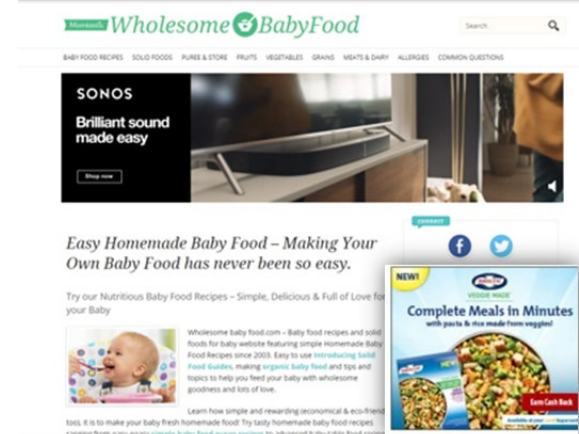 Momtastic Wholesome BabyFood
Search
BABY FOOD RECIPES SOLID FOODS PUREE & STORE FRUITS VEGETABLES GRAINS MEATS & DAIRY ALLERGIES COMMON QUESTIONS
SONOS
Brilliant sound
made easy
Shop now
CONNECT
Easy Homemade Baby Food – Making Your
Own Baby Food has never been so easy.
Try our Nutritious Baby Food Recipes – Simple, Delicious & Full of Love for
your Baby
Wholesome baby food.com – Baby food recipes and solid
foods for baby website featuring simple Homemade Baby
Food Recipes since 2003. Easy to use Introducing Solid
Food Guides, making organic baby food and tips and
topics to help you feed your baby with wholesome
goodness and lots of love.
Learn how simple and rewarding (economical & eco-friend
too), it is to make your baby fresh homemade food! Try tasty homemade baby food recipes
NEW!
VEGGIE MADE
Complete Meals in Minutes
with pasta & rice made from veggies!
NEW!
Earn Cash Back
Available at your